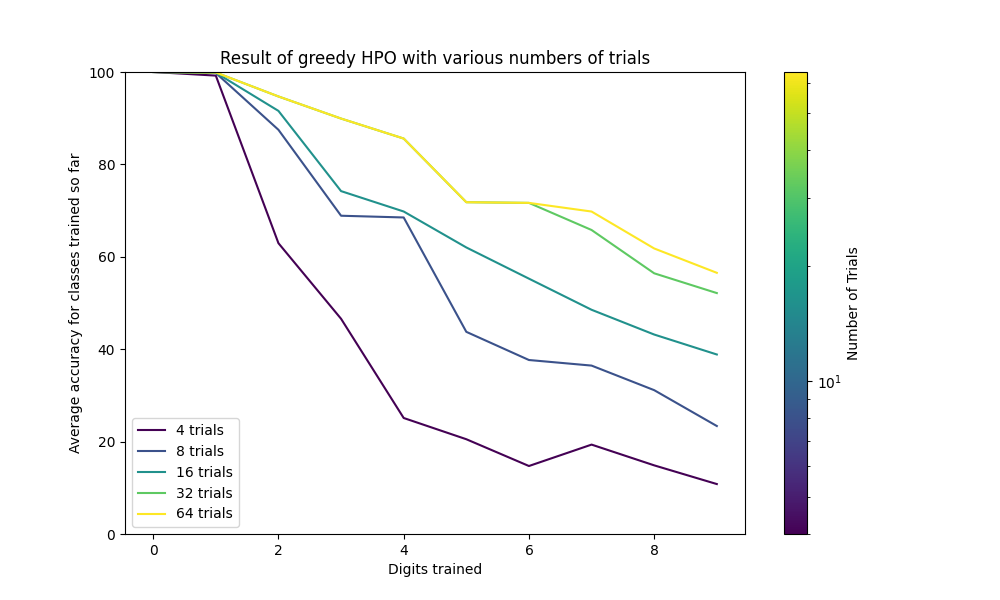 Result of greedy HPO with various numbers of trials
Average accuracy for classes trained so far
100
80
60
40
20
0
4 trials
8 trials
16 trials
32 trials
64 trials
0
2
4
6
8
Digits trained
10¹
Number of Trials